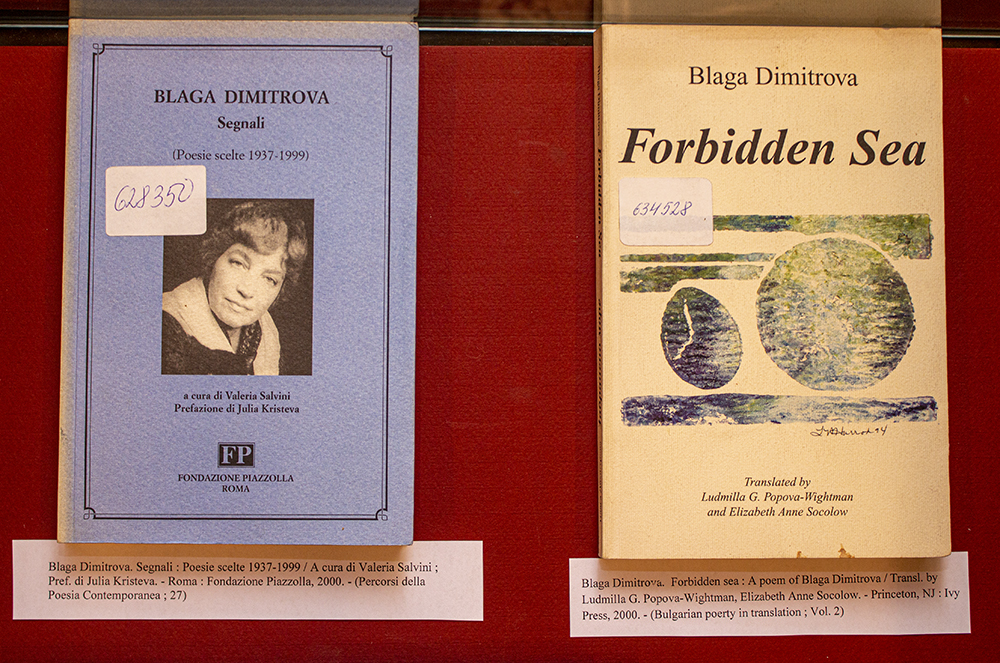 BLAGA DIMITROVA
Segnali
(Poesie scelte 1937-1999)
628350
a cura di Valeria Salvini
Prefazione di Julia Kristeva
FP
FONDAZIONE PIAZZOLLA
ROMA
Blaga Dimitrova. Segnali : Poesie scelte 1937-1999 / A cura di Valeria Salvini ;
Pref. di Julia Kristeva. - Roma : Fondazione Piazzolla, 2000. - (Percorsi della
Poesia Contemporanea ; 27)
Blaga Dimitrova
Forbidden Sea
634528
Translated by
Ludmilla G. Popova-Wightman
and Elizabeth Anne Socolow
Blaga Dimitrova. Forbidden sea : A poem of Blaga Dimitrova / Transl. by
Ludmilla G. Popova-Wightman, Elizabeth Anne Socolow. - Princeton, NJ : Ivy
Press, 2000. - (Bulgarian poerty in translation ; Vol. 2)